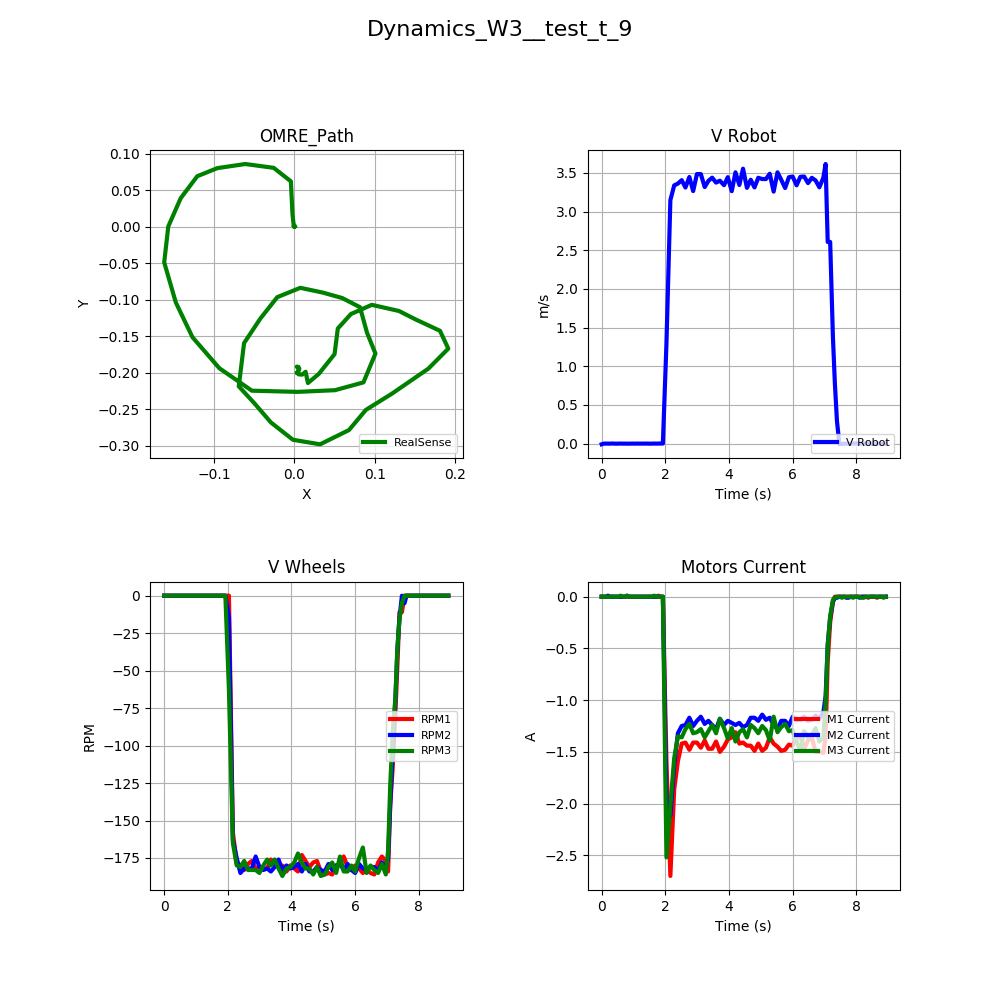 Dynamics_W3__test_t_9
OMRE_Path
Y
0.10
0.05
0.00
−0.05
−0.10
−0.15
−0.20
−0.25
−0.30
−0.1
0.0
0.1
0.2
X
RealSense
V Robot
m/s
3.5
3.0
2.5
2.0
1.5
1.0
0.5
0.0
0
2
4
6
8
Time (s)
V Robot
V Wheels
RPM
0
−25
−50
−75
−100
−125
−150
−175
0
2
4
6
8
Time (s)
RPM1
RPM2
RPM3
Motors Current
A
0.0
−0.5
−1.0
−1.5
−2.0
−2.5
0
2
4
6
8
Time (s)
M1 Current
M2 Current
M3 Current